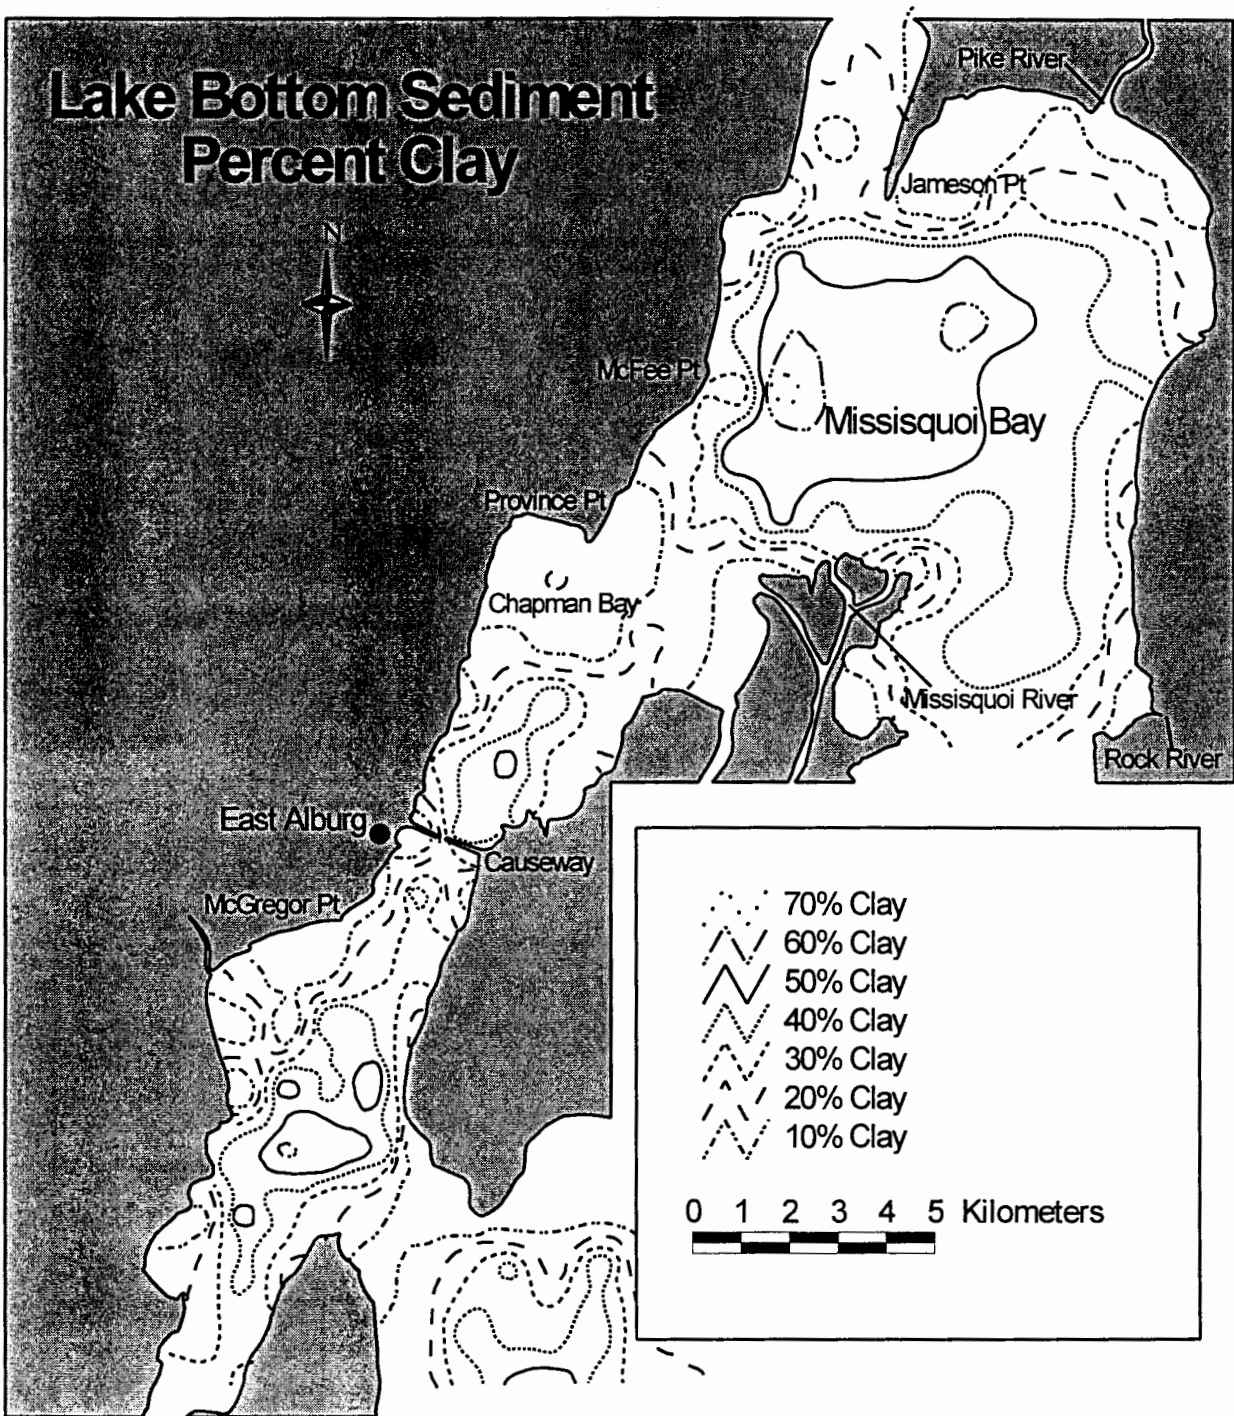 Lake Bottom Sediment
Percent Clay
N
Pike River
Jameson Pt
McFee Pt
Missisquoi Bay
Province Pt
Chapman Bay
Missisquoi River
Rock River
East Alburg
Causeway
McGregor Pt
70% Clay
60% Clay
50% Clay
40% Clay
30% Clay
20% Clay
10% Clay
0 1 2 3 4 5 Kilometers